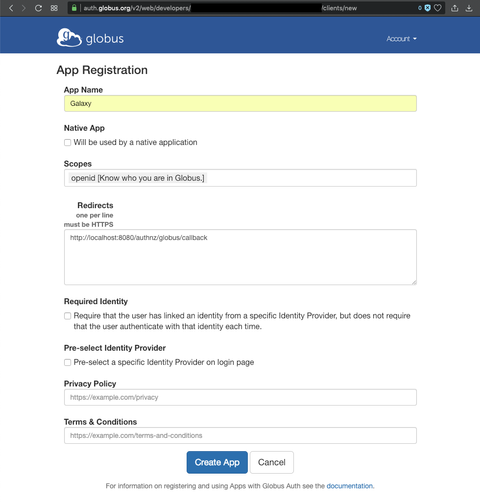 auth.globus.org/v2/web/developers/ /clients/new 0
globus
Account
App Registration
App Name
Galaxy
Native App
Will be used by a native application
Scopes
openid [Know who you are in Globus.]
Redirects
one per line
must be HTTPS
http://localhost:8080/authnz/globus/callback
Required Identity
Require that the user has linked an identity from a specific Identity Provider, but does not require
that the user authenticate with that identity each time.
Pre-select Identity Provider
Pre-select a specific Identity Provider on login page
Privacy Policy
https://example.com/privacy
Terms & Conditions
https://example.com/terms-and-conditions
Create App Cancel
For information on registering and using Apps with Globus Auth see the documentation.